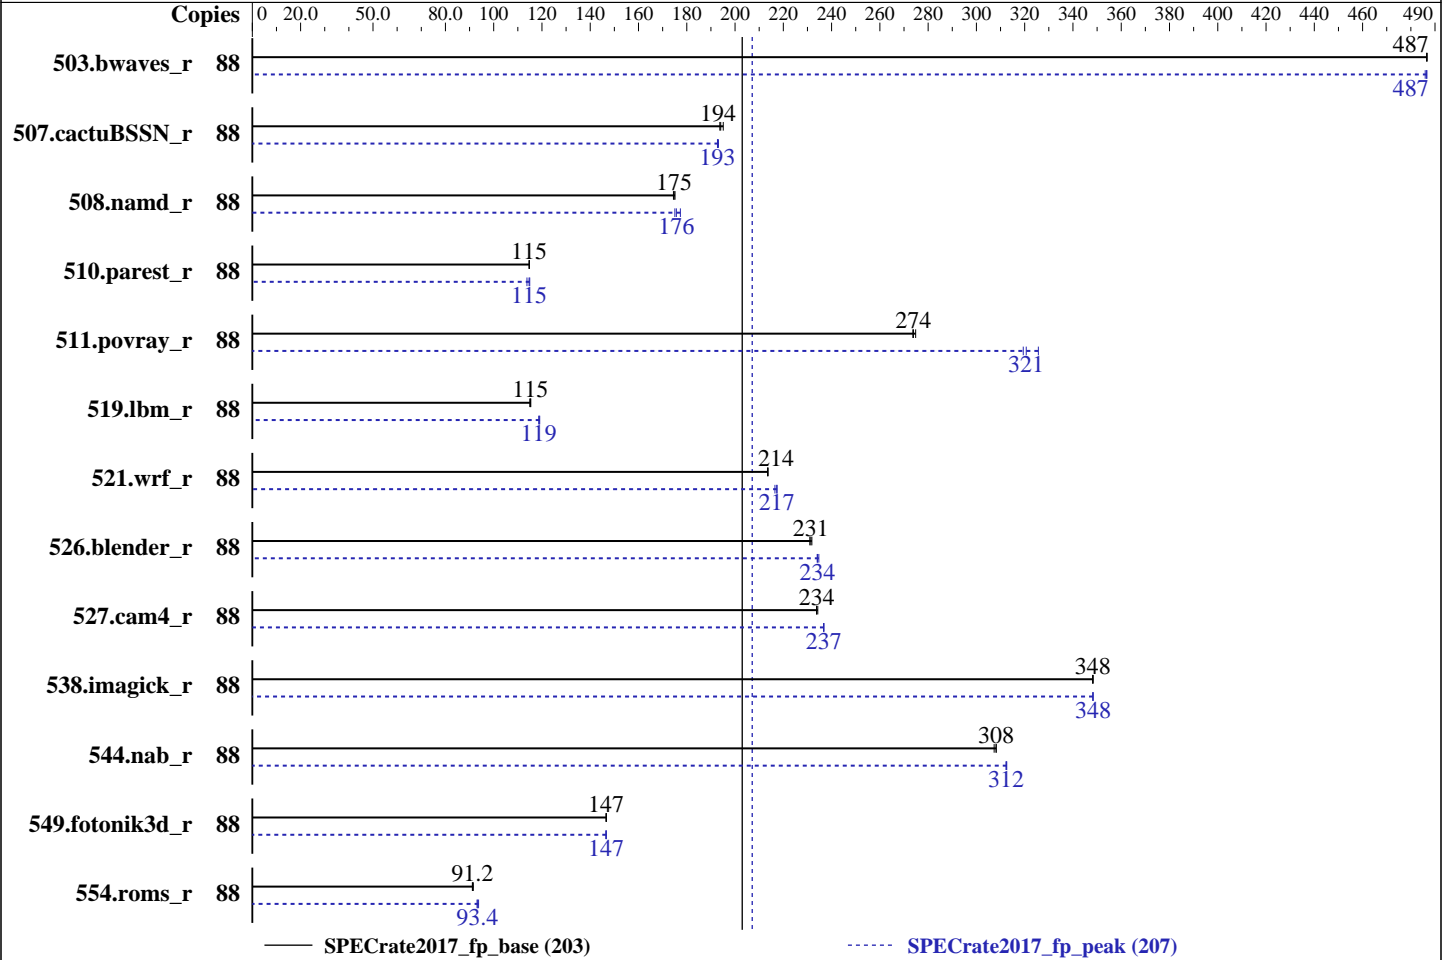 Copies 0 20.0 50.0 80.0 100 120 140 160 180 200 220 240 260 280 300 320 340 360 380 400 420 440 460 490
487
503.bwaves_r 88
487
194
507.cactuBSSN_r 88
193
175
508.namd_r 88
176
115
510.parest_r 88
115
274
511.povray_r 88
321
115
519.lbm_r 88
119
214
521.wrf_r 88
217
231
526.blender_r 88
234
234
527.cam4_r 88
237
348
538.imagick_r 88
348
308
544.nab_r 88
312
147
549.fotonik3d_r 88
147
91.2
554.roms_r 88
93.4
SPECrate2017_fp_base (203) SPECrate2017_fp_peak (207)